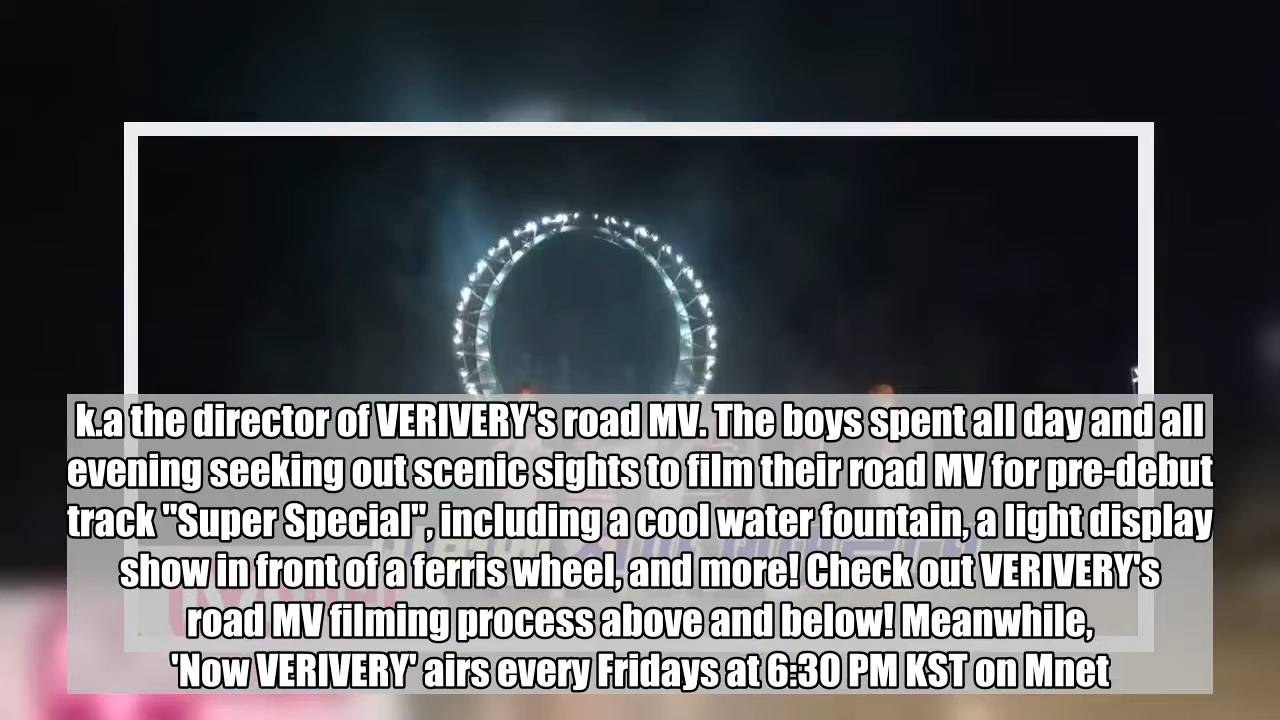 k.a the director of VERIVERY's road MV. The boys spent all day and all
evening seeking out scenic sights to film their road MV for pre-debut
track "Super Special", including a cool water fountain, a light display
show in front of a ferris wheel, and more! Check out VERIVERY's
road MV filming process above and below! Meanwhile,
'Now VERIVERY' airs every Fridays at 6:30 PM KST on Mnet